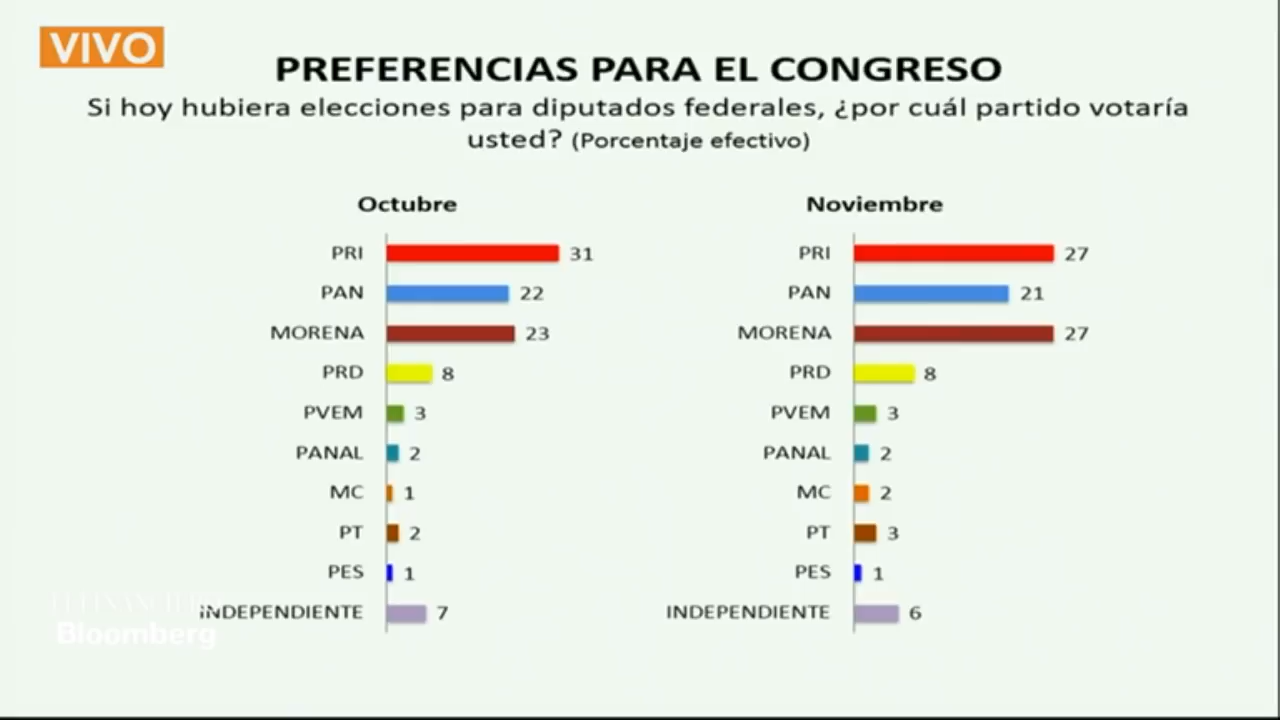 VIVO
PREFERENCIAS PARA EL CONGRESO
Si hoy hubiera elecciones para diputados federales, ¿por cuál partido votaría
usted? (Porcentaje efectivo)
Octubre
PRI 31
PAN 22
MORENA 23
PRD 8
PVEM 3
PANAL 2
MC 1
PT 2
PES 1
INDEPENDIENTE 7
Noviembre
PRI 27
PAN 21
MORENA 27
PRD 8
PVEM 3
PANAL 2
MC 2
PT 3
PES 1
INDEPENDIENTE 6
EL FINANCIERO
Bloomberg